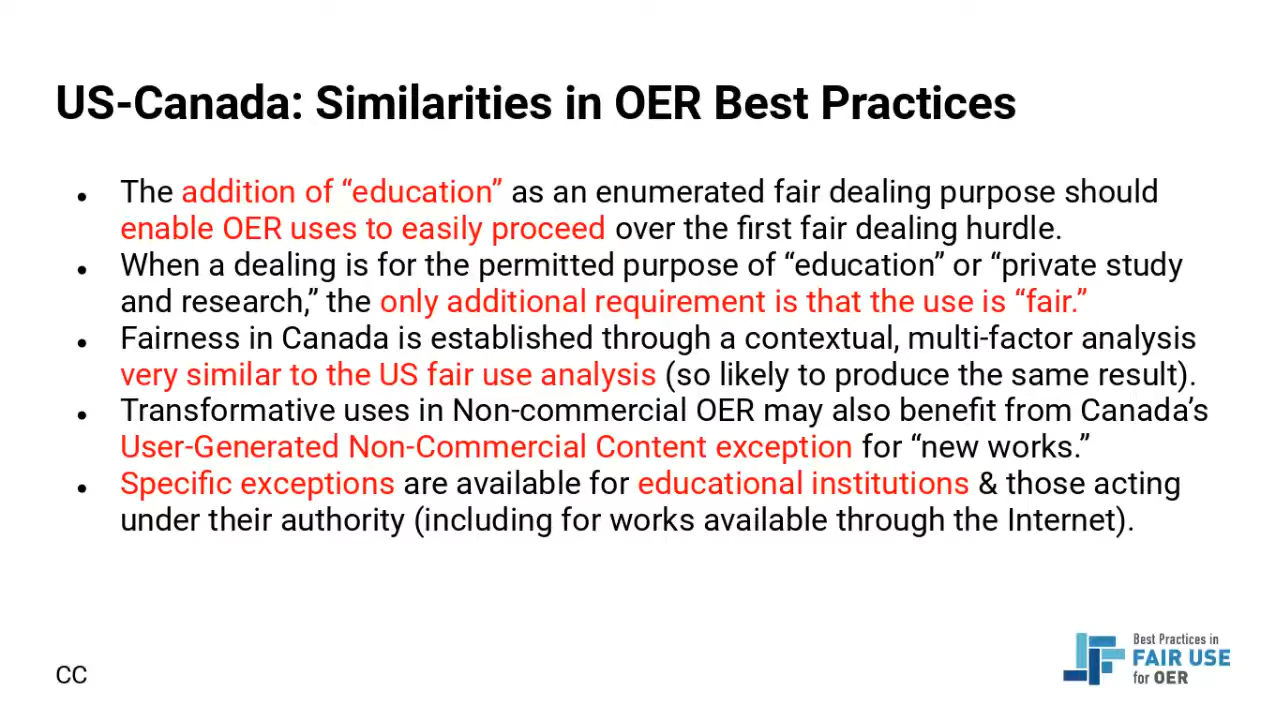 US-Canada: Similarities in OER Best Practices
● The addition of “education” as an enumerated fair dealing purpose should
enable OER uses to easily proceed over the first fair dealing hurdle.
● When a dealing is for the permitted purpose of “education” or “private study
and research,” the only additional requirement is that the use is “fair.”
● Fairness in Canada is established through a contextual, multi-factor analysis
very similar to the US fair use analysis (so likely to produce the same result).
● Transformative uses in Non-commercial OER may also benefit from Canada’s
User-Generated Non-Commercial Content exception for “new works.”
● Specific exceptions are available for educational institutions & those acting
under their authority (including for works available through the Internet).
CC
Best Practices in
FAIR USE
for OER